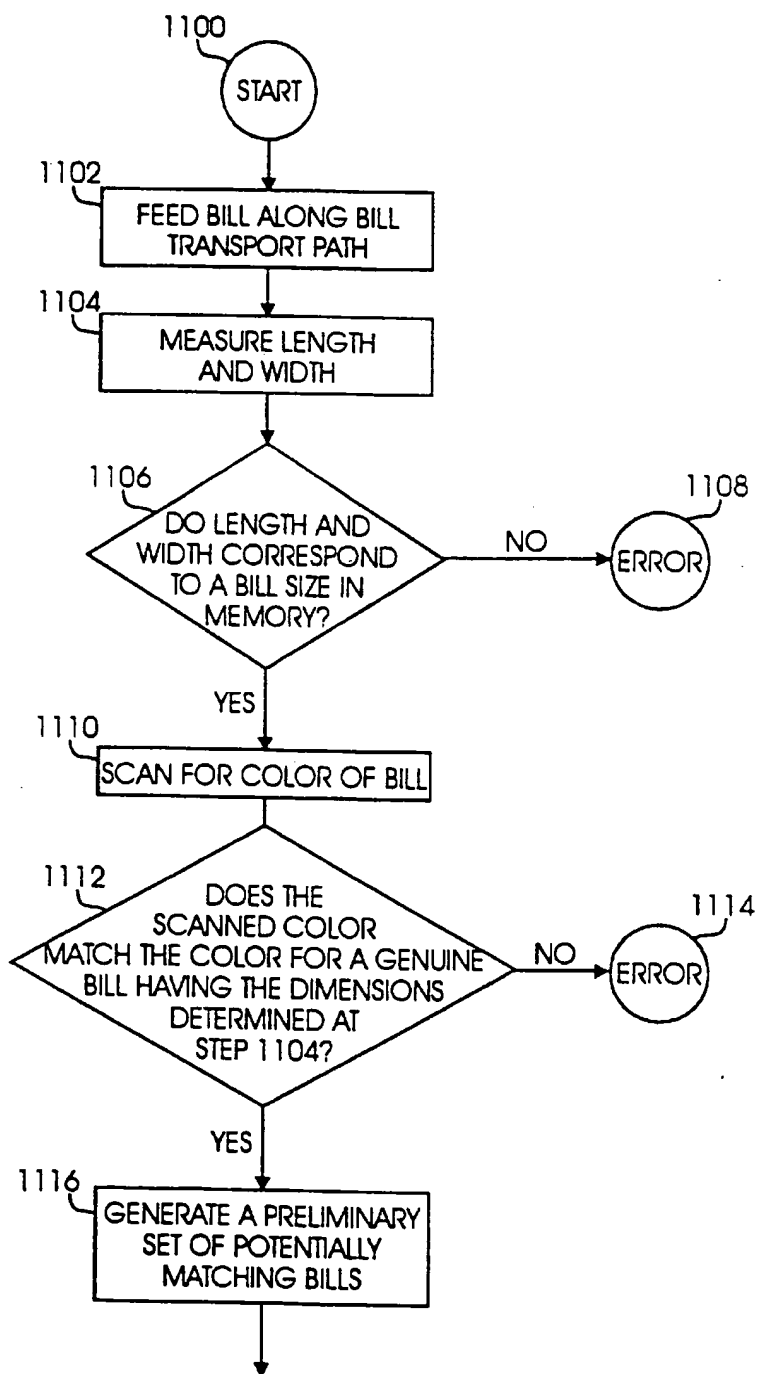 1100
START
1102
FEED BILL ALONG BILL
TRANSPORT PATH
1104
MEASURE LENGTH
AND WIDTH
1106
DO LENGTH AND
WIDTH CORRESPOND
TO A BILL SIZE IN
MEMORY?
NO
1108
ERROR
YES
1110
SCAN FOR COLOR OF BILL
1112
DOES THE
SCANNED COLOR
MATCH THE COLOR FOR A GENUINE
BILL HAVING THE DIMENSIONS
DETERMINED AT
STEP 1104?
NO
1114
ERROR
YES
1116
GENERATE A PRELIMINARY
SET OF POTENTIALLY
MATCHING BILLS